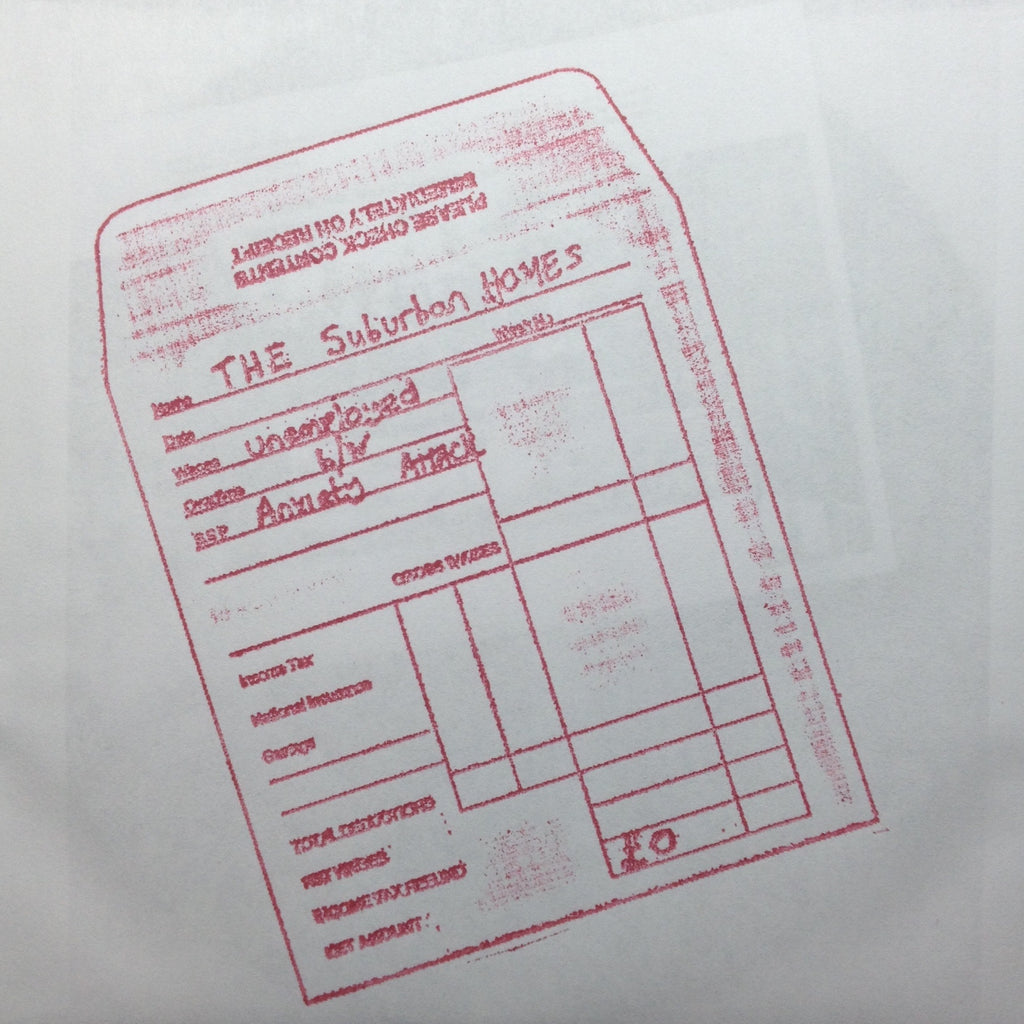 PLEASE CHECK CONTENTS
IMMEDIATELY ON RECEIPT
Name THE Suburban HOMES
Date
Wages unemployed
Overtime b/w
S.S.P. Anxiety Attack
GROSS WAGES
Income Tax
National Insurance
TOTAL DEDUCTIONS
NET WAGES
INCOME TAX REFUND
NET AMOUNT
£0